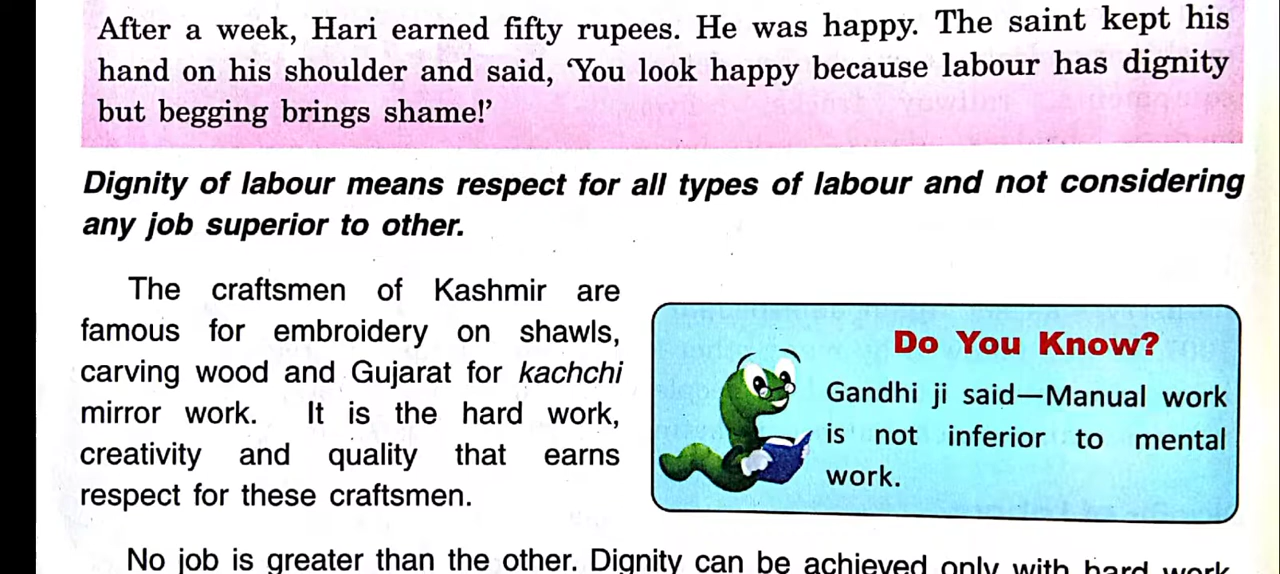 After a week, Hari earned fifty rupees. He was happy. The saint kept his
hand on his shoulder and said, ‘You look happy because labour has dignity
but begging brings shame!’
Dignity of labour means respect for all types of labour and not considering
any job superior to other.
The craftsmen of Kashmir are
famous for embroidery on shawls,
carving wood and Gujarat for kachchi
mirror work. It is the hard work,
creativity and quality that earns
respect for these craftsmen.
Do You Know?
Gandhi ji said—Manual work
is not inferior to mental
work.
No job is greater than the other. Dignity can be achieved only with hard work